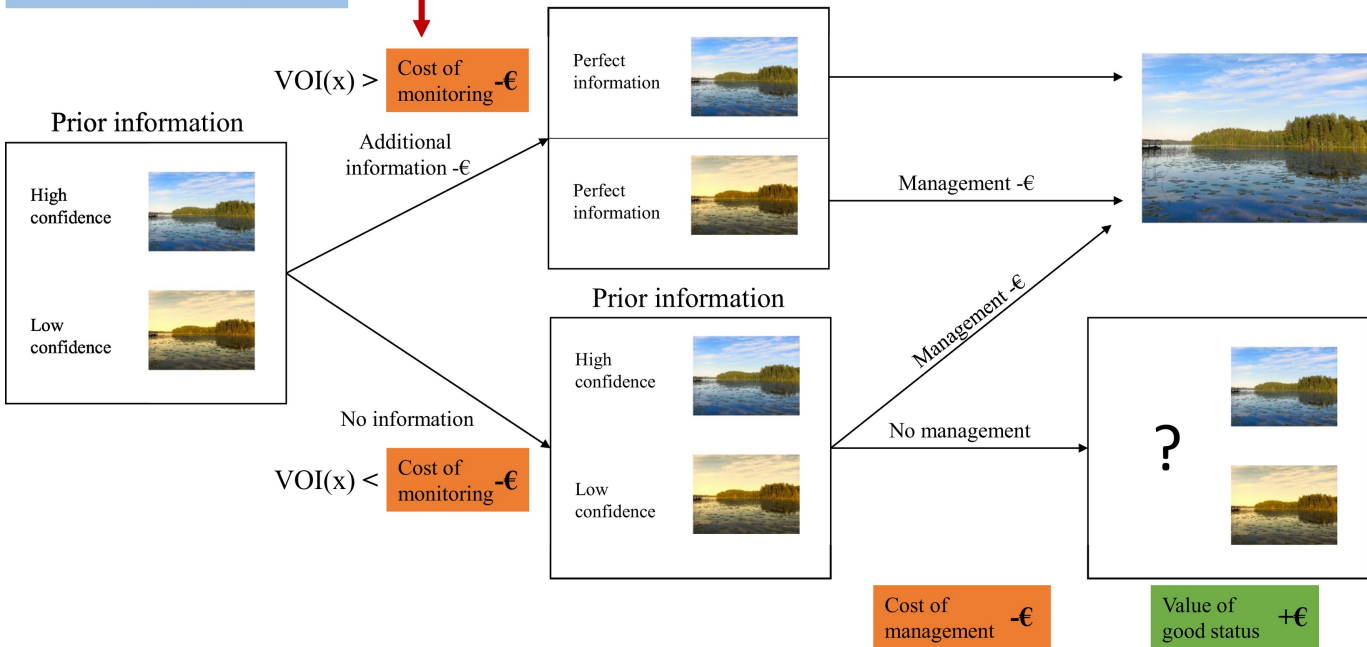 VOI(x) >
Cost of
monitoring -€
Prior information
High
confidence
Low
confidence
Additional
information -€
Perfect
information
Perfect
information
Management -€
No information
VOI(x) <
Cost of
monitoring -€
Prior information
High
confidence
Low
confidence
Management -€
No management
?
Cost of
management -€
Value of
good status +€